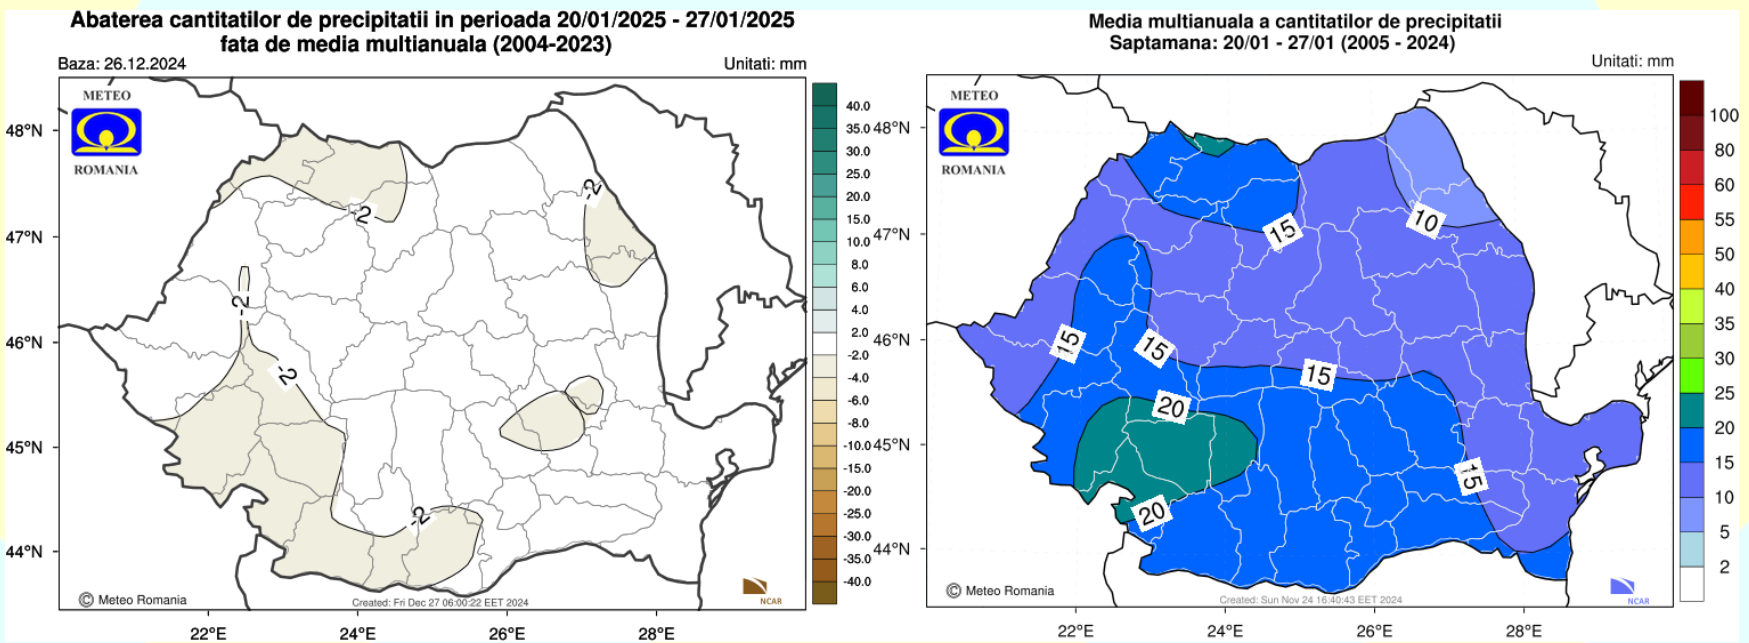 Abaterea cantitatilor de precipitatii in perioada 20/01/2025 - 27/01/2025
fata de media multianuala (2004-2023)
Baza: 26.12.2024
Unitati: mm
METEO
ROMANIA
48°N
47°N
46°N
45°N
44°N
22°E
24°E
26°E
28°E
-2
-2
-2
-2
-2
40.0
35.0
30.0
25.0
20.0
15.0
10.0
8.0
6.0
4.0
2.0
-2.0
-4.0
-6.0
-8.0
-10.0
-15.0
-20.0
-25.0
-30.0
-35.0
-40.0
© Meteo Romania
Created: Fri Dec 27 06:00:22 EET 2024
NCAR
Media multianuala a cantitatilor de precipitatii
Saptamana: 20/01 - 27/01 (2005 - 2024)
Unitati: mm
METEO
ROMANIA
48°N
47°N
46°N
45°N
44°N
22°E
24°E
26°E
28°E
10
15
15
15
15
20
15
20
100
80
60
55
50
40
35
30
25
20
15
10
5
2
© Meteo Romania
Created: Sun Nov 24 16:40:43 EET 2024
NCAR